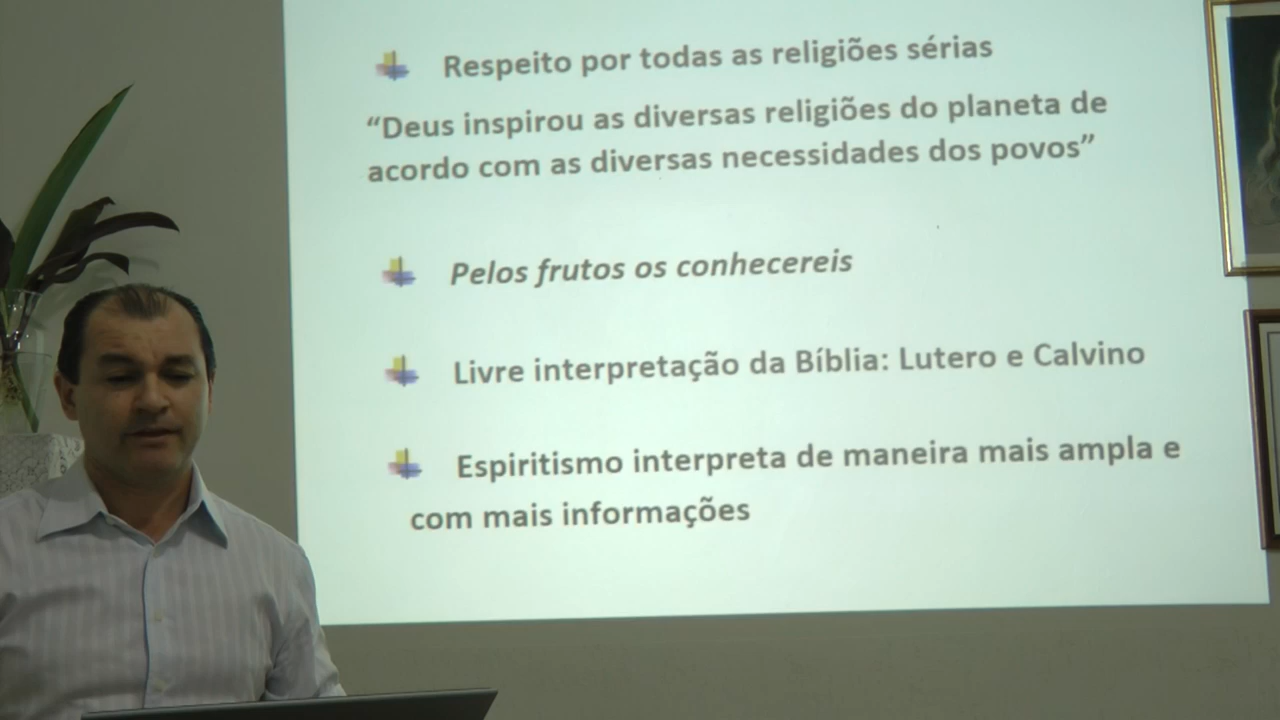 Respeito por todas as religiões sérias
“Deus inspirou as diversas religiões do planeta de
acordo com as diversas necessidades dos povos”
Pelos frutos os conhecereis
Livre interpretação da Bíblia: Lutero e Calvino
Espiritismo interpreta de maneira mais ampla e
com mais informações